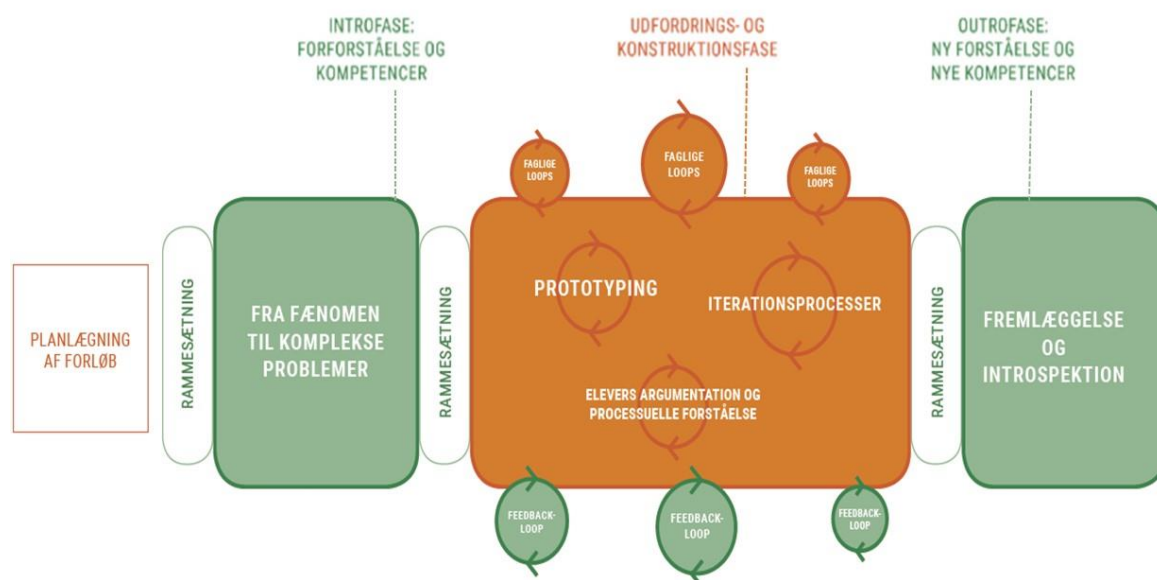 INTROFASE:
FORFORSTÅELSE OG
KOMPETENCER
UDFORDRINGS- OG
KONSTRUKTIONSFASE
OUTROFASE:
NY FORSTÅELSE OG
NYE KOMPETENCER
FAGLIGE
LOOPS
FAGLIGE
LOOPS
FAGLIGE
LOOPS
PLANLÆGNING
AF FORLØB
RAMMESÆTNING
FRA FÆNOMEN
TIL KOMPLEKSE
PROBLEMER
RAMMESÆTNING
PROTOTYPING
ITERATIONSPROCESSER
ELEVERS ARGUMENTATION OG
PROCESSUELLE FORSTÅELSE
RAMMESÆTNING
FREMLÆGGELSE
OG
INTROSPEKTION
FEEDBACK-
LOOP
FEEDBACK-
LOOP
FEEDBACK-
LOOP